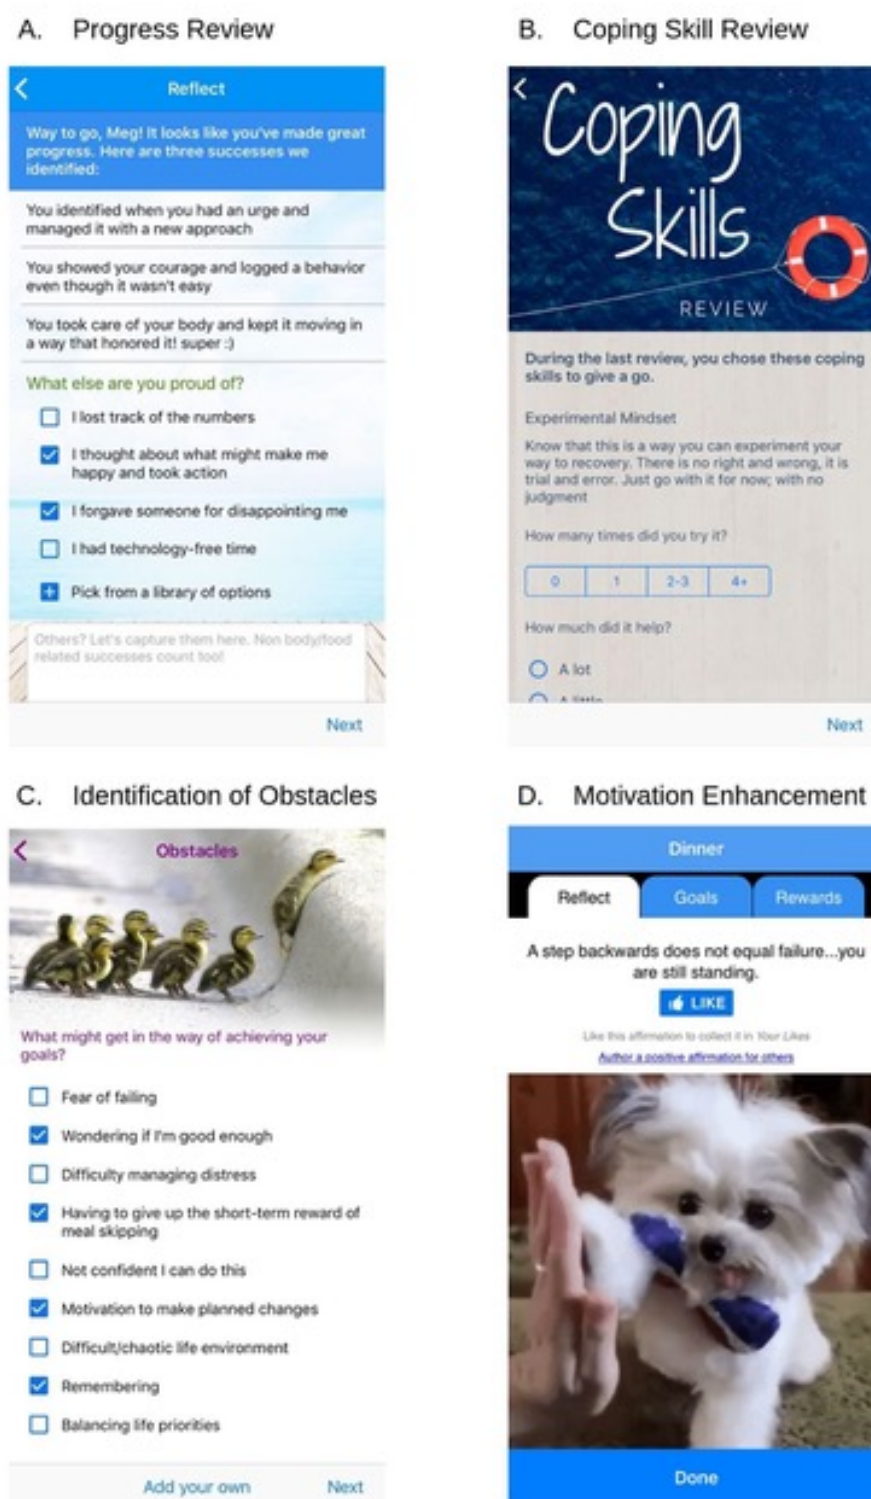 A. Progress Review
Reflect
Way to go, Meg! It looks like you've made great
progress. Here are three successes we
identified:
You identified when you had an urge and
managed it with a new approach
You showed your courage and logged a behavior
even though it wasn't easy
You took care of your body and kept it moving in
a way that honored it! super :)
What else are you proud of?
I lost track of the numbers
I thought about what might make me
happy and took action
I forgave someone for disappointing me
I had technology-free time
Pick from a library of options
Others? Let's capture them here. Non body/food
related successes count too!
Next
B. Coping Skill Review
Coping
Skills
REVIEW
During the last review, you chose these coping
skills to give a go.
Experimental Mindset
Know that this is a way you can experiment your
way to recovery. There is no right and wrong, it is
trial and error. Just go with it for now; with no
judgment
How many times did you try it?
0 1 2-3 4+
How much did it help?
A lot
A little
Next
C. Identification of Obstacles
Obstacles
What might get in the way of achieving your
goals?
Fear of failing
Wondering if I'm good enough
Difficulty managing distress
Having to give up the short-term reward of
meal skipping
Not confident I can do this
Motivation to make planned changes
Difficult/chaotic life environment
Remembering
Balancing life priorities
Add your own Next
D. Motivation Enhancement
Dinner
Reflect Goals Rewards
A step backwards does not equal failure...you
are still standing.
LIKE
Like this affirmation to collect it in Your Likes
Author a positive affirmation for others
Done